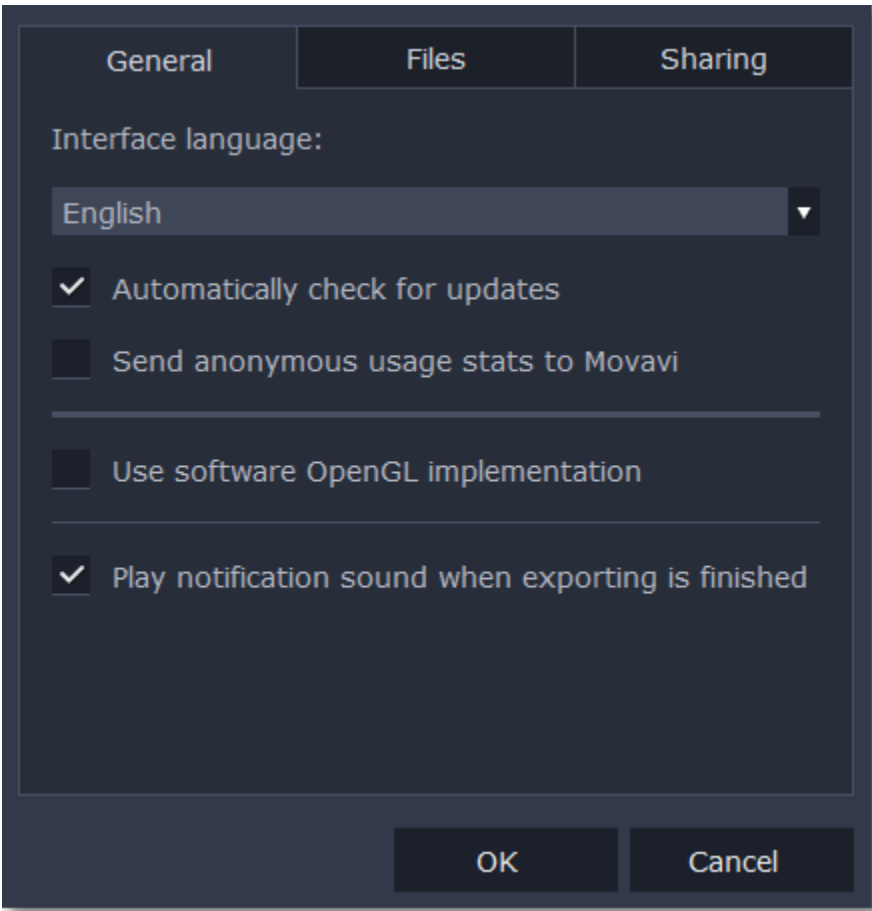 General
Files
Sharing
Interface language:
English
Automatically check for updates
Send anonymous usage stats to Movavi
Use software OpenGL implementation
Play notification sound when exporting is finished
OK
Cancel